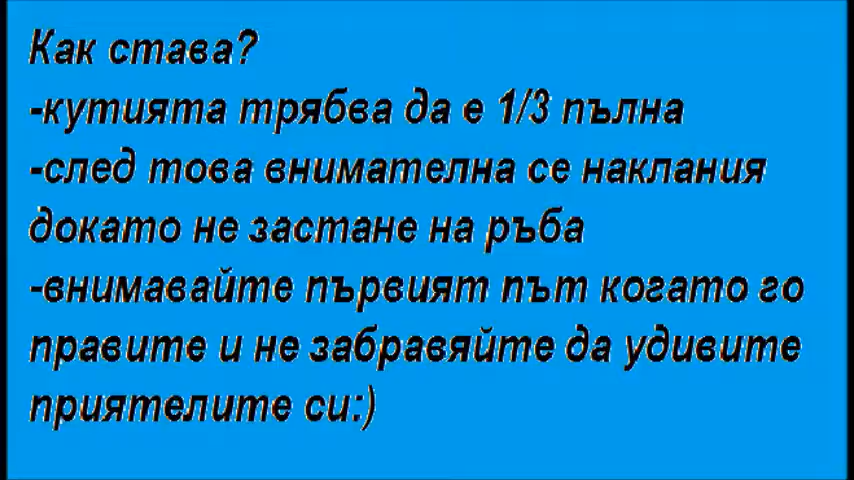 Как става?
-кутията трябва да е 1/3 пълна
-след това внимателна се наклания
докато не застане на ръба
-внимавайте първият път когато го
правите и не забравяйте да удивите
приятелите си:)